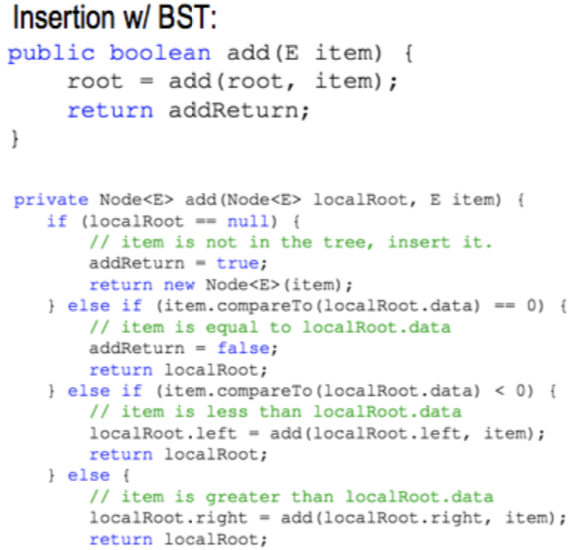 Insertion w/ BST:
public boolean add(E item) {
    root = add(root, item);
    return addReturn;
}
private Node<E> add(Node<E> localRoot, E item) {
    if (localRoot == null) {
        // item is not in the tree, insert it.
        addReturn = true;
        return new Node<E>(item);
    } else if (item.compareTo(localRoot.data) == 0) {
        // item is equal to localRoot.data
        addReturn = false;
        return localRoot;
    } else if (item.compareTo(localRoot.data) < 0) {
        // item is less than localRoot.data
        localRoot.left = add(localRoot.left, item);
        return localRoot;
    } else {
        // item is greater than localRoot.data
        localRoot.right = add(localRoot.right, item);
        return localRoot;